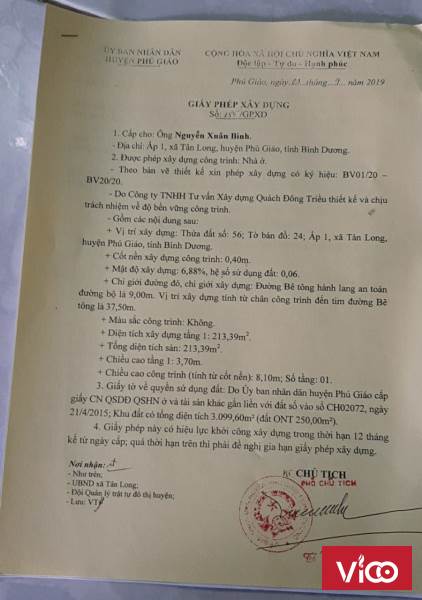 ỦY BAN NHÂN DÂN
HUYỆN PHÚ GIÁO
CỘNG HÒA XÃ HỘI CHỦ NGHĨA VIỆT NAM
Độc lập - Tự do - Hạnh phúc
Phú Giáo, ngày tháng năm 2019
GIẤY PHÉP XÂY DỰNG
Số: /GPXD
1. Cấp cho: Ông Nguyễn Xuân Bình.
- Địa chỉ: Ấp 1, xã Tân Long, huyện Phú Giáo, tỉnh Bình Dương.
2. Được phép xây dựng công trình: Nhà ở.
- Theo bản vẽ thiết kế xin phép xây dựng có ký hiệu: BV01/20 –
BV20/20.
- Do Công ty TNHH Tư vấn Xây dựng Quách Đông Triều thiết kế và chịu
trách nhiệm về độ bền vững công trình.
- Gồm các nội dung sau:
+ Vị trí xây dựng: Thửa đất số: 56; Tờ bản đồ: 24; Ấp 1, xã Tân Long,
huyện Phú Giáo, tỉnh Bình Dương.
+ Cốt nền xây dựng công trình: 0,40m.
+ Mật độ xây dựng: 6,88%, hệ số sử dụng đất: 0,06.
+ Chỉ giới đường đỏ, chỉ giới xây dựng: Đường Bê tông hành lang an toàn
đường bộ là 9,00m. Vị trí xây dựng tính từ chân công trình đến tim đường Bê
tông là 37,50m.
+ Màu sắc công trình: Không.
+ Diện tích xây dựng tầng 1: 213,39m².
+ Tổng diện tích sàn: 213,39m².
+ Chiều cao tầng 1: 3,70m.
+ Chiều cao công trình (tính từ cốt nền): 8,10m; Số tầng: 01.
3. Giấy tờ về quyền sử dụng đất: Do Ủy ban nhân dân huyện Phú Giáo cấp
giấy CN QSDĐ QSHN ở và tài sản khác gắn liền với đất số vào sổ CH02072, ngày
21/4/2015; Khu đất có tổng diện tích 3.099,60m² (đất ONT 250,00m²).
4. Giấy phép này có hiệu lực khởi công xây dựng trong thời hạn 12 tháng
kể từ ngày cấp; quá thời hạn trên thì phải đề nghị gia hạn giấy phép xây dựng.
Nơi nhận:
- Như trên;
- UBND xã Tân Long;
- Đội Quản lý trật tự đô thị huyện;
- Lưu: VT
CHỦ TỊCH
PHÓ CHỦ TỊCH
ViCO